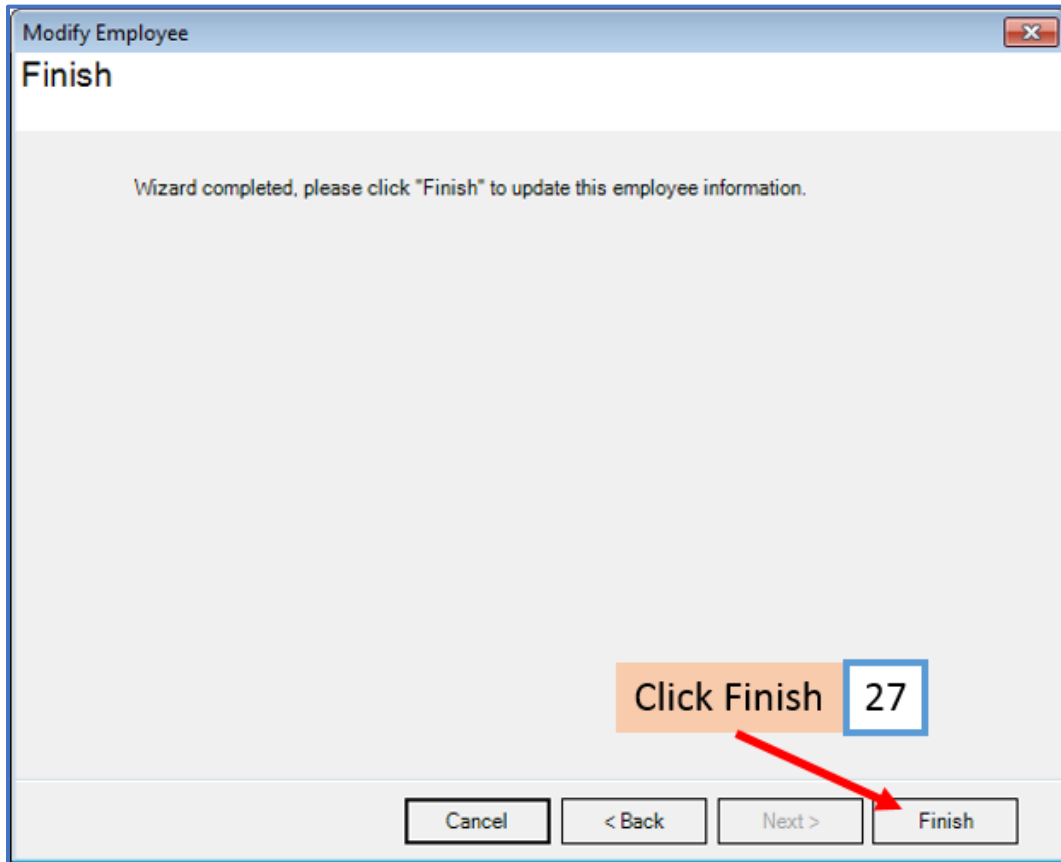 Modify Employee
Finish
Wizard completed, please click "Finish" to update this employee information.
Click Finish 27
Cancel < Back Next > Finish